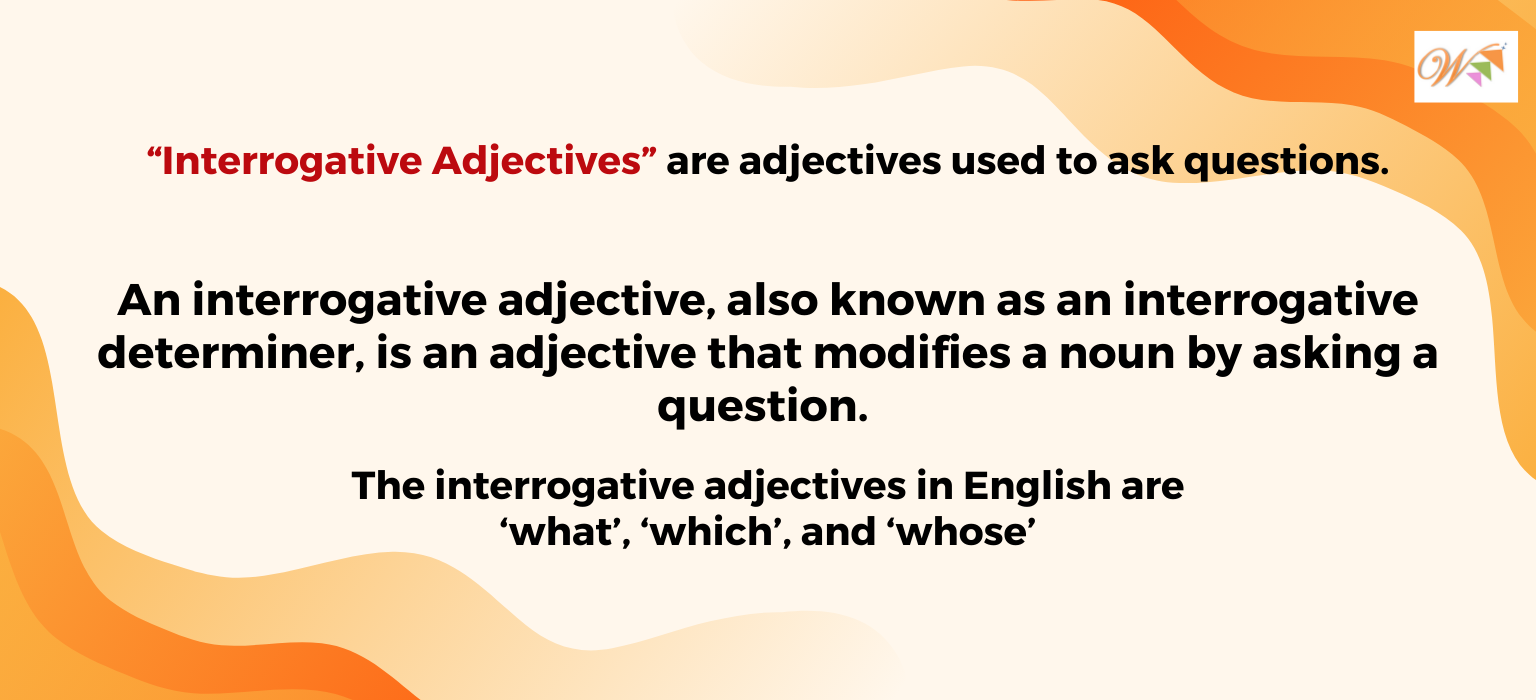 “Interrogative Adjectives” are adjectives used to ask questions.
An interrogative adjective, also known as an interrogative
determiner, is an adjective that modifies a noun by asking a
question.
The interrogative adjectives in English are
‘what’, ‘which’, and ‘whose’
W